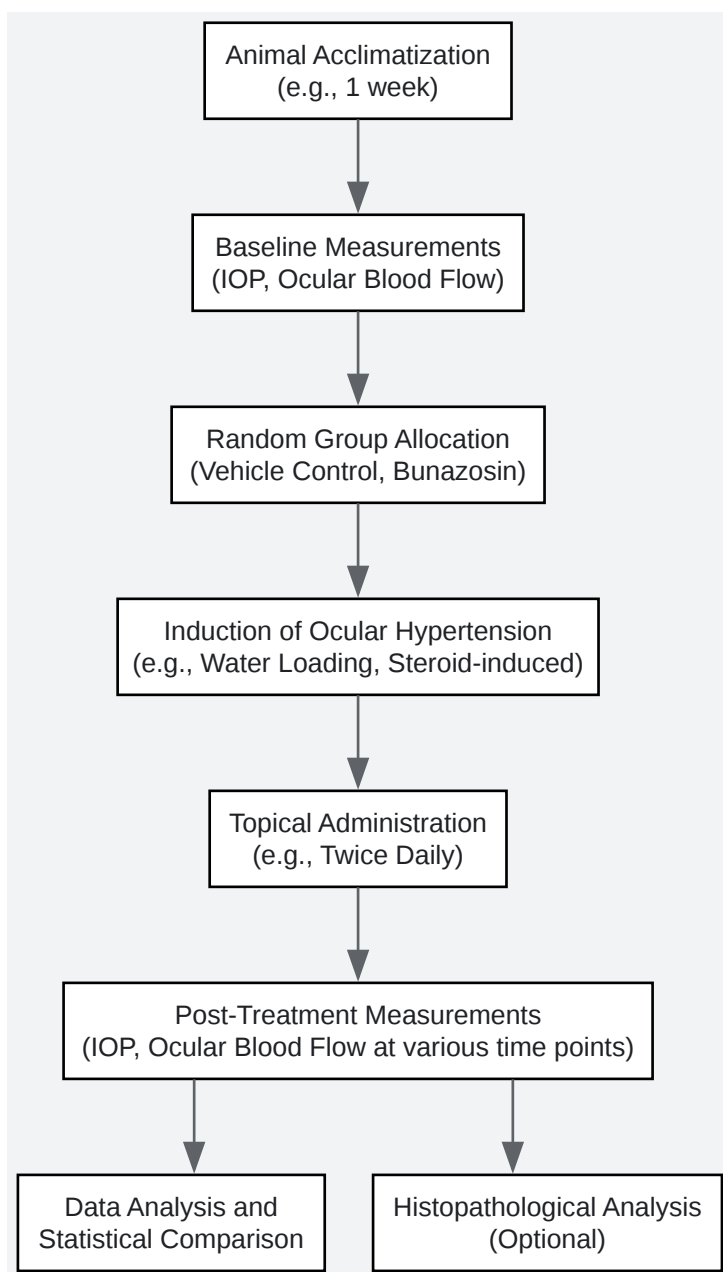 Animal Acclimatization
(e.g., 1 week)
Baseline Measurements
(IOP, Ocular Blood Flow)
Random Group Allocation
(Vehicle Control, Bunazosin)
Induction of Ocular Hypertension
(e.g., Water Loading, Steroid-induced)
Topical Administration
(e.g., Twice Daily)
Post-Treatment Measurements
(IOP, Ocular Blood Flow at various time points)
Data Analysis and
Statistical Comparison
Histopathological Analysis
(Optional)